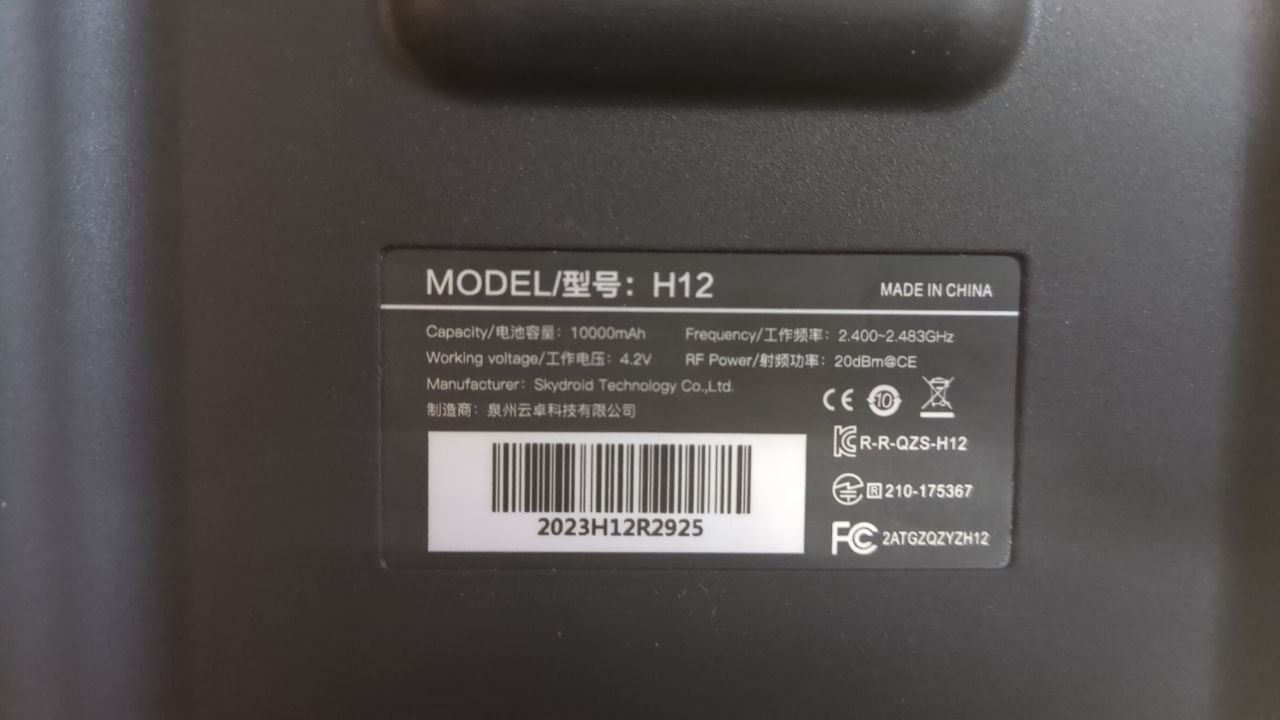 MODEL/型号：H12
MADE IN CHINA
Capacity/电池容量：10000mAh
Frequency/工作频率：2.400~2.483GHz
Working voltage/工作电压：4.2V
RF Power/射频功率：20dBm@CE
Manufacturer: Skydroid Technology Co.,Ltd.
制造商：泉州云卓科技有限公司
CE 10
R-R-QZS-H12
R 210-175367
FC 2ATGZQZYZH12
2023H12R2925